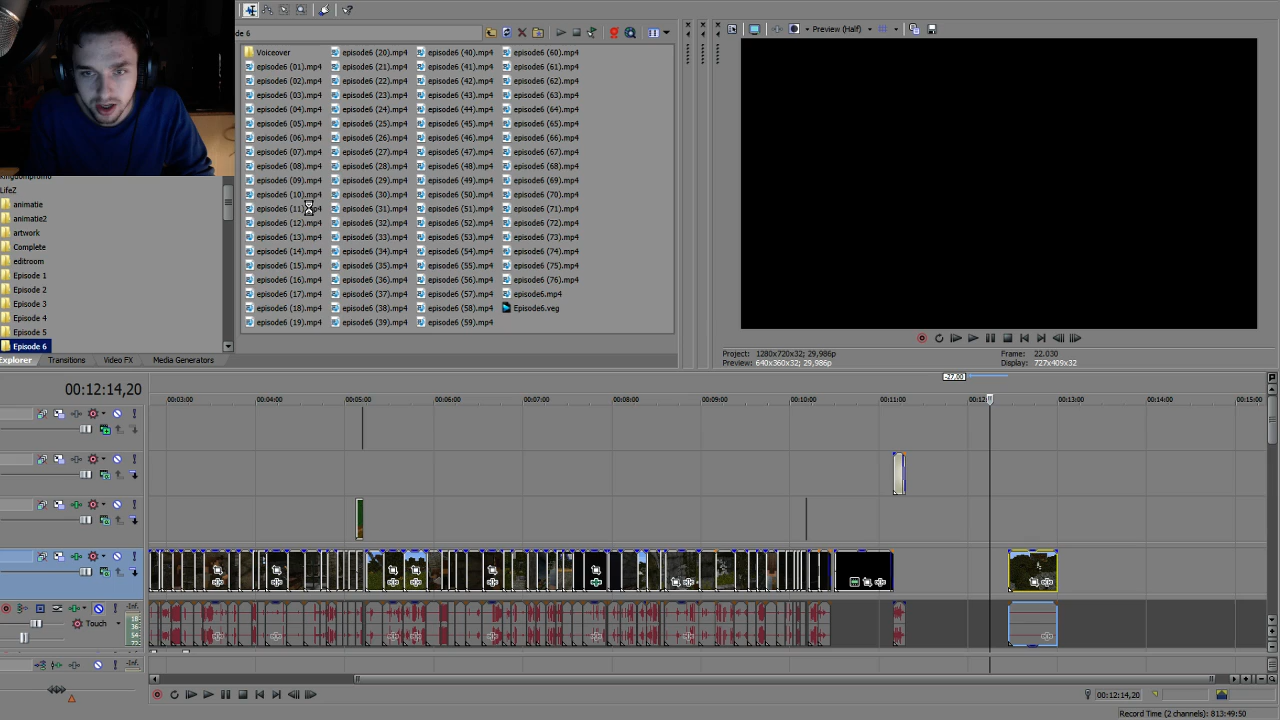 Preview (Half)
de 6
Voiceover
episode6 (01).mp4
episode6 (02).mp4
episode6 (03).mp4
episode6 (04).mp4
episode6 (05).mp4
episode6 (06).mp4
episode6 (07).mp4
episode6 (08).mp4
episode6 (09).mp4
episode6 (10).mp4
episode6 (11).mp4
episode6 (12).mp4
episode6 (13).mp4
episode6 (14).mp4
episode6 (15).mp4
episode6 (16).mp4
episode6 (17).mp4
episode6 (18).mp4
episode6 (19).mp4
episode6 (20).mp4
episode6 (21).mp4
episode6 (22).mp4
episode6 (23).mp4
episode6 (24).mp4
episode6 (25).mp4
episode6 (26).mp4
episode6 (27).mp4
episode6 (28).mp4
episode6 (29).mp4
episode6 (30).mp4
episode6 (31).mp4
episode6 (32).mp4
episode6 (33).mp4
episode6 (34).mp4
episode6 (35).mp4
episode6 (36).mp4
episode6 (37).mp4
episode6 (38).mp4
episode6 (39).mp4
episode6 (40).mp4
episode6 (41).mp4
episode6 (42).mp4
episode6 (43).mp4
episode6 (44).mp4
episode6 (45).mp4
episode6 (46).mp4
episode6 (47).mp4
episode6 (48).mp4
episode6 (49).mp4
episode6 (50).mp4
episode6 (51).mp4
episode6 (52).mp4
episode6 (53).mp4
episode6 (54).mp4
episode6 (55).mp4
episode6 (56).mp4
episode6 (57).mp4
episode6 (58).mp4
episode6 (59).mp4
episode6 (60).mp4
episode6 (61).mp4
episode6 (62).mp4
episode6 (63).mp4
episode6 (64).mp4
episode6 (65).mp4
episode6 (66).mp4
episode6 (67).mp4
episode6 (68).mp4
episode6 (69).mp4
episode6 (70).mp4
episode6 (71).mp4
episode6 (72).mp4
episode6 (73).mp4
episode6 (74).mp4
episode6 (75).mp4
episode6 (76).mp4
episode6.mp4
Episode6.veg
LifeZ
animatie
animatie2
artwork
Complete
editroom
Episode 1
Episode 2
Episode 3
Episode 4
Episode 5
Episode 6
Explorer Transitions Video FX Media Generators
Project: 1280x720x32; 29,986p
Preview: 640x360x32; 29,986p
Frame: 22.030
Display: 727x409x32
-27.00
00:12:14,20
00:03:00 00:04:00 00:05:00 00:06:00 00:07:00 00:08:00 00:09:00 00:10:00 00:11:00 00:12 00:13:00 00:14:00 00:15:00
Touch
-Inf.
18
36
54
-Inf.
00:12:14,20
Record Time (2 channels): 813:49:50